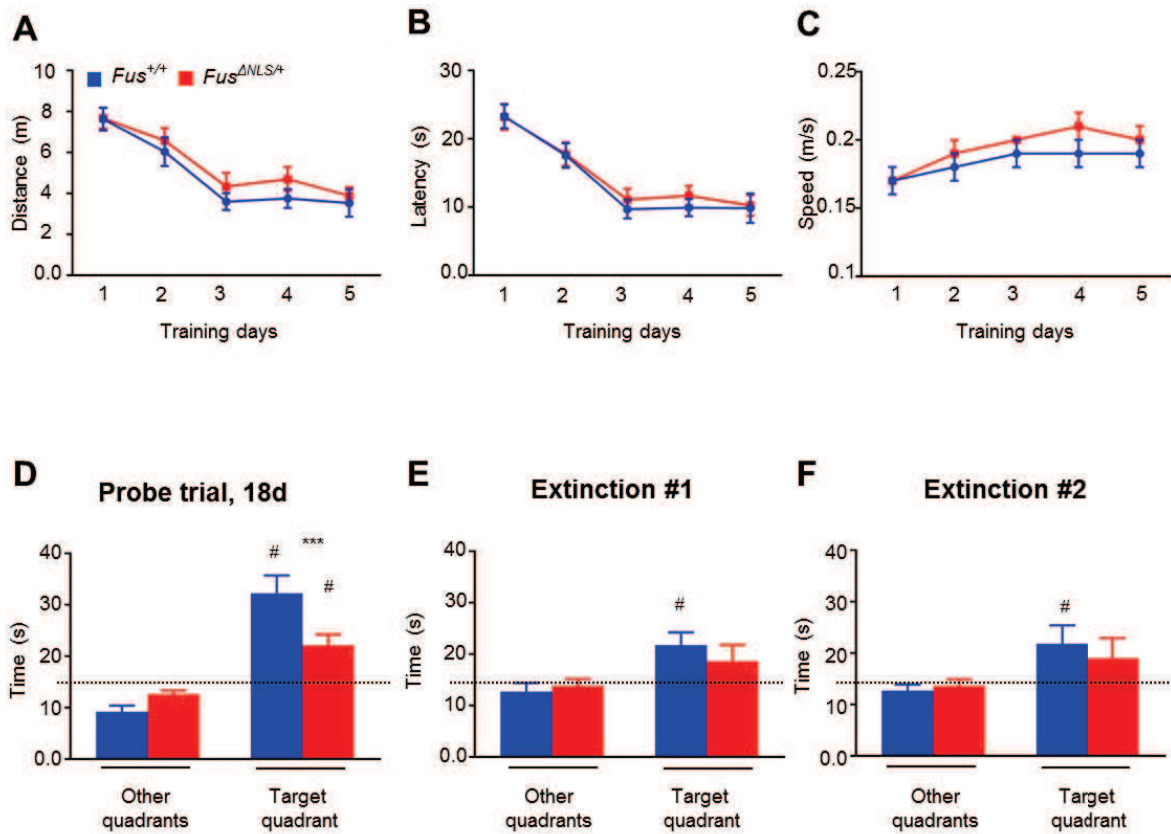 A
Distance (m)
10
8
6
4
2
0.0
Fus+/+ FusΔNLS/+
1 2 3 4 5
Training days
B
Latency (s)
30
20
10
0.0
1 2 3 4 5
Training days
C
Speed (m/s)
0.25
0.2
0.15
0.1
1 2 3 4 5
Training days
D
Probe trial, 18d
Time (s)
40
30
20
10
0.0
# *** #
Other quadrants
Target quadrant
E
Extinction #1
Time (s)
40
30
20
10
0.0
#
Other quadrants
Target quadrant
F
Extinction #2
Time (s)
40
30
20
10
0.0
#
Other quadrants
Target quadrant